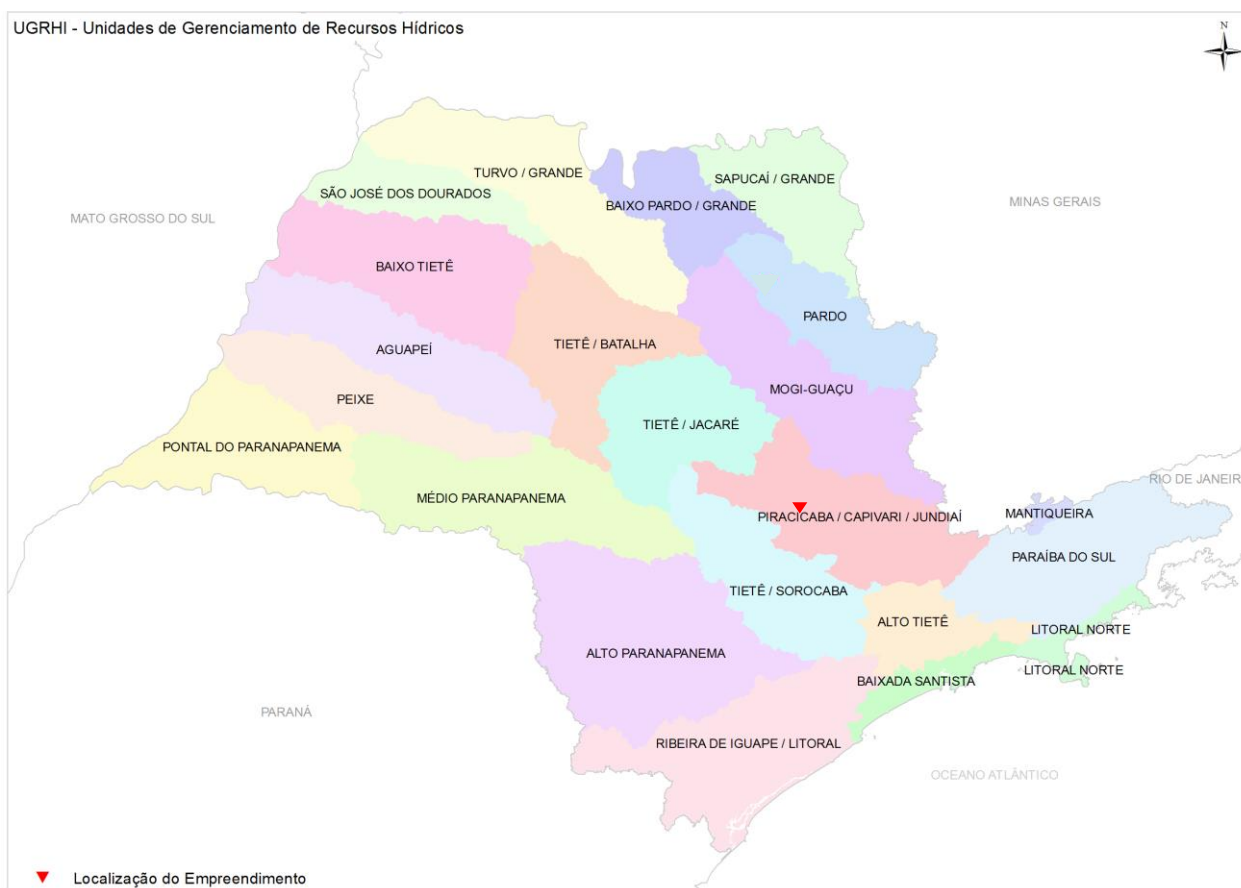 UGRHI - Unidades de Gerenciamento de Recursos Hídricos
N
TURVO / GRANDE
SAPUCAÍ / GRANDE
SÃO JOSÉ DOS DOURADOS
BAIXO PARDO / GRANDE
MINAS GERAIS
MATO GROSSO DO SUL
BAIXO TIETÊ
PARDO
AGUAPEÍ
TIETÊ / BATALHA
MOGI-GUAÇU
PEIXE
TIETÊ / JACARÉ
PONTAL DO PARANAPANEMA
RIO DE JANEIR
MÉDIO PARANAPANEMA
MANTIQUEIRA
PIRACICABA / CAPIVARI / JUNDIAÍ
PARAÍBA DO SUL
TIETÊ / SOROCABA
ALTO TIETÊ
LITORAL NORTE
ALTO PARANAPANEMA
LITORAL NORTE
BAIXADA SANTISTA
PARANÁ
RIBEIRA DE IGUAPE / LITORAL
OCEANO ATLÂNTICO
Localização do Empreendimento